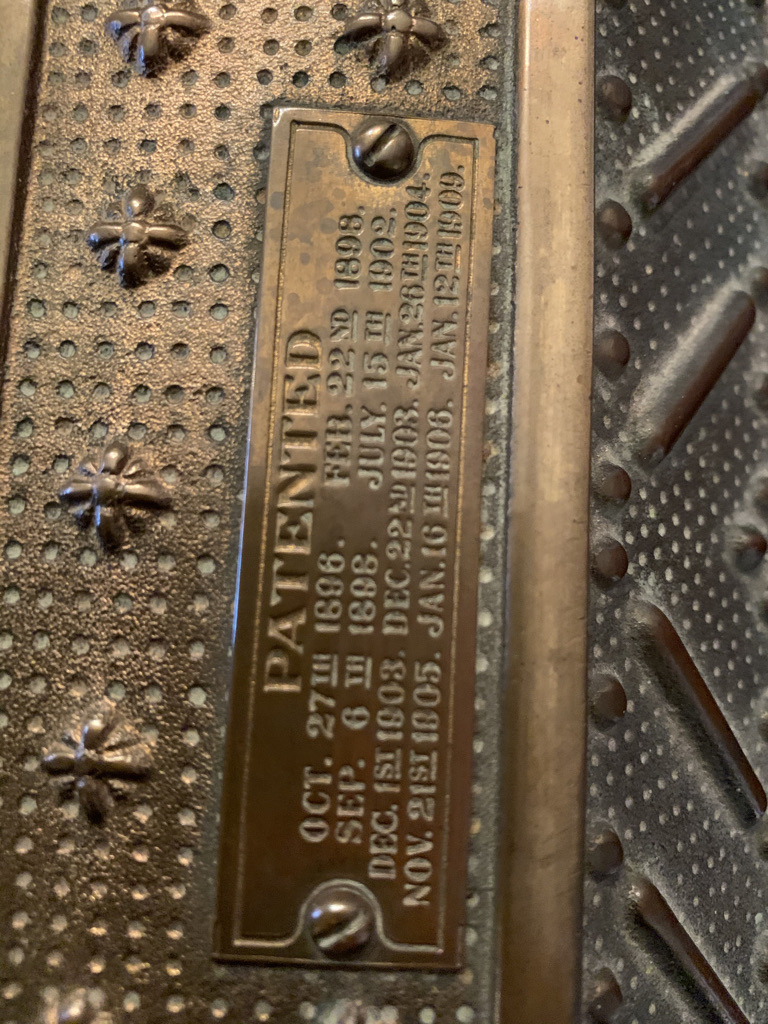 PATENTED
OCT. 27TH 1896. FEB. 22ND 1898.
SEP. 6TH 1898. JULY. 15TH 1902.
DEC. 1ST 1903. DEC. 22ND 1903. JAN. 26TH 1904.
NOV. 21ST 1905. JAN. 16TH 1906. JAN. 12TH 1909.